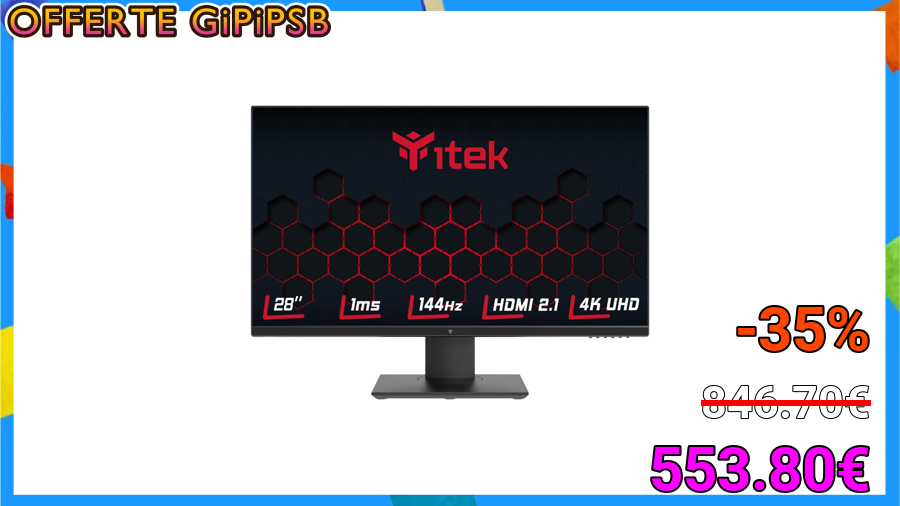 OFFERTE GiPiPSB
itek
28" 1ms 144Hz HDMI 2.1 4K UHD
-35%
846.70€
553.80€